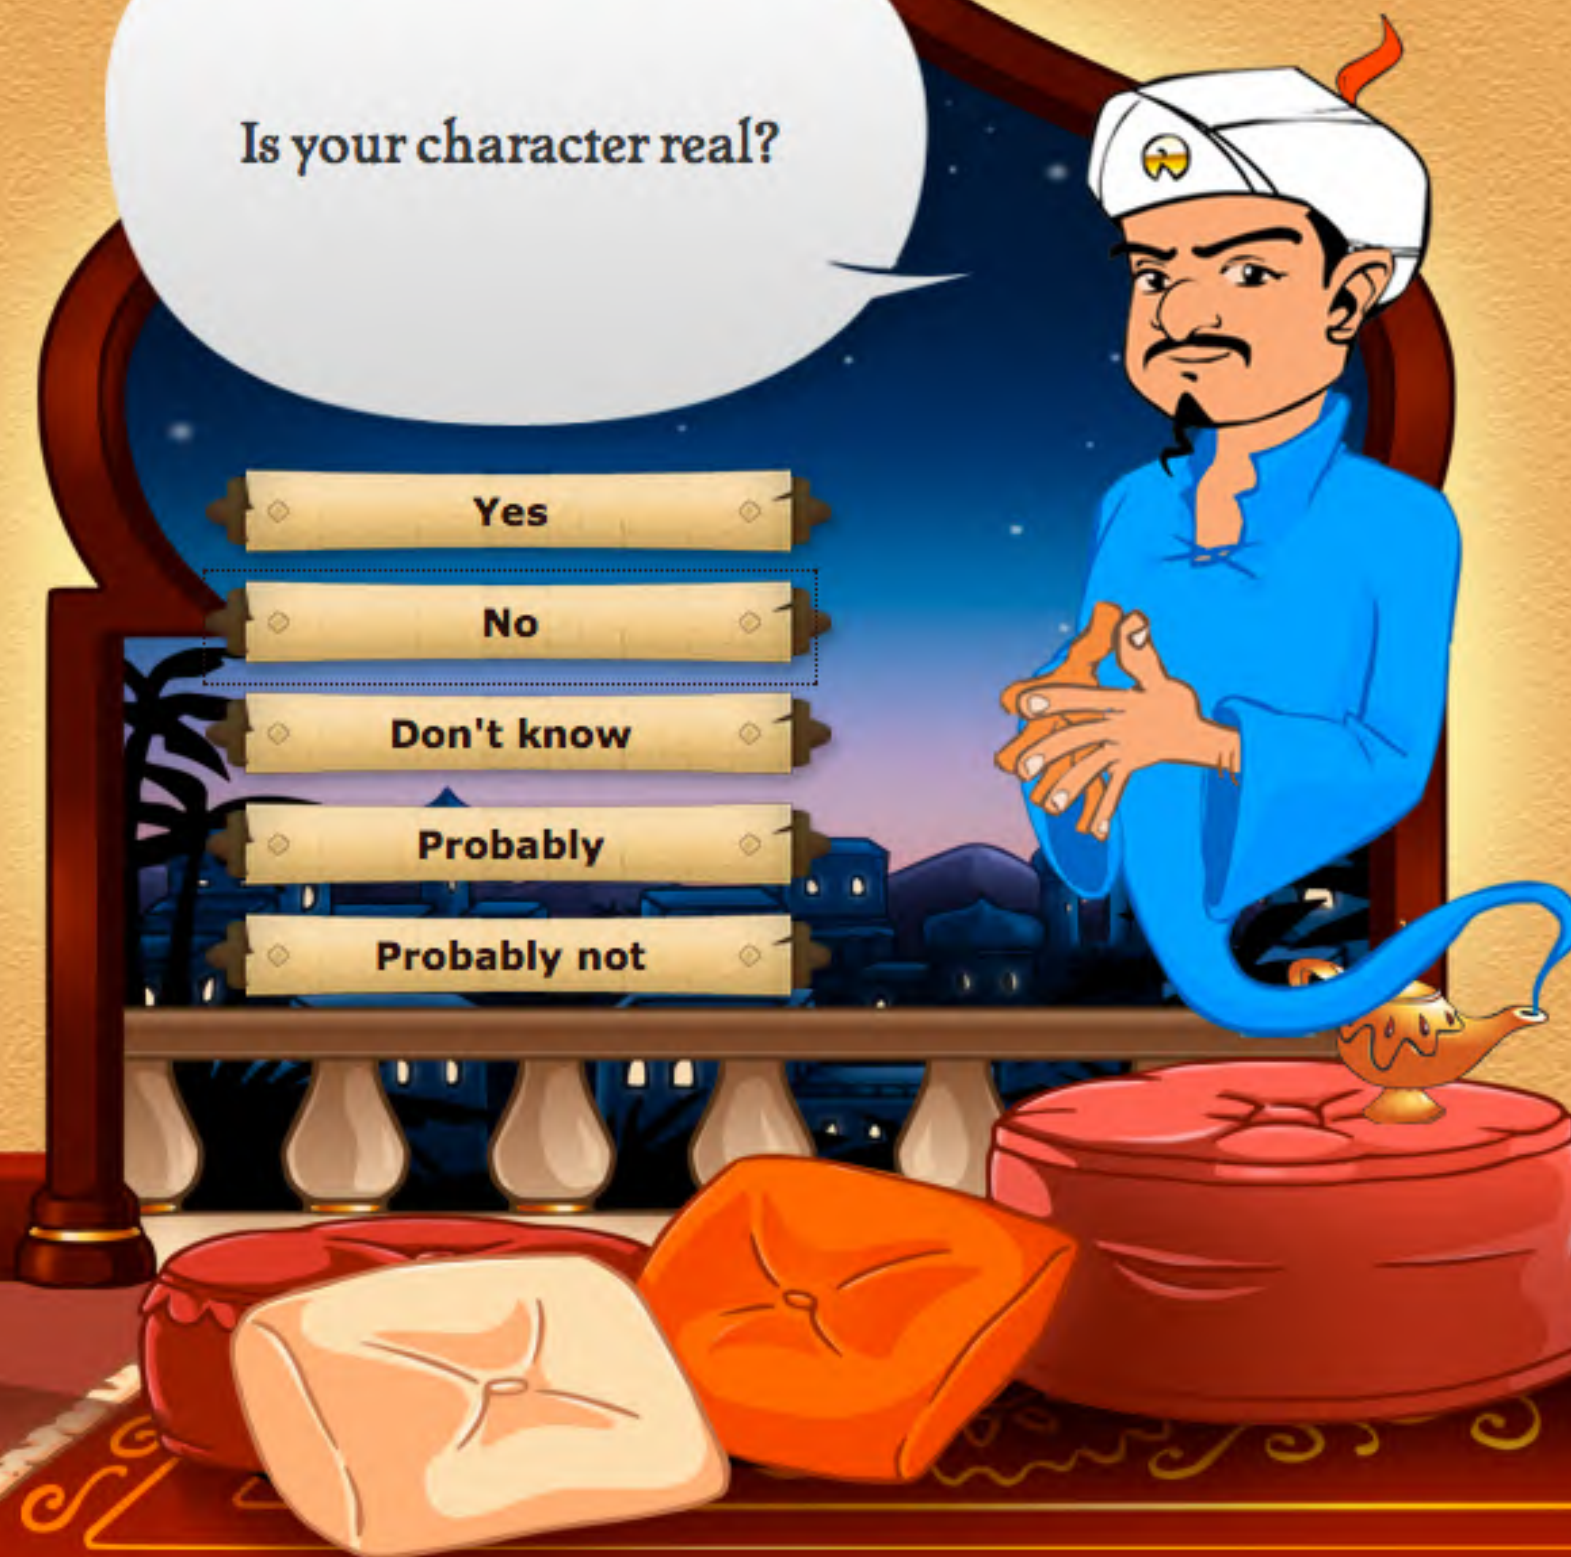 Is your character real?
Yes
No
Don't know
Probably
Probably not